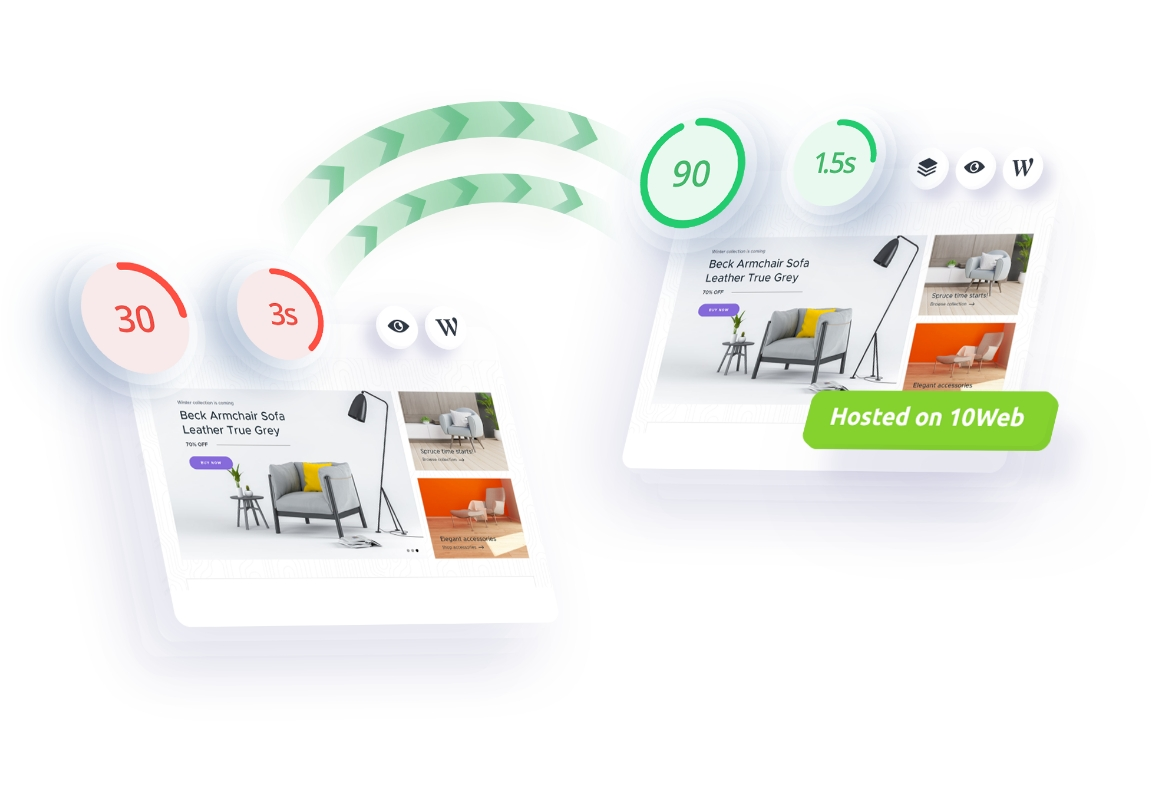 30
3s
W
Winter collection is coming
Beck Armchair Sofa
Leather True Grey
70% OFF
BUY NOW
Spruce time starts!
Browse collection
Elegant accessories
Shop accessories
90
1.5s
W
Winter collection is coming
Beck Armchair Sofa
Leather True Grey
70% OFF
BUY NOW
Spruce time starts!
Browse collection
Elegant accessories
Hosted on 10Web